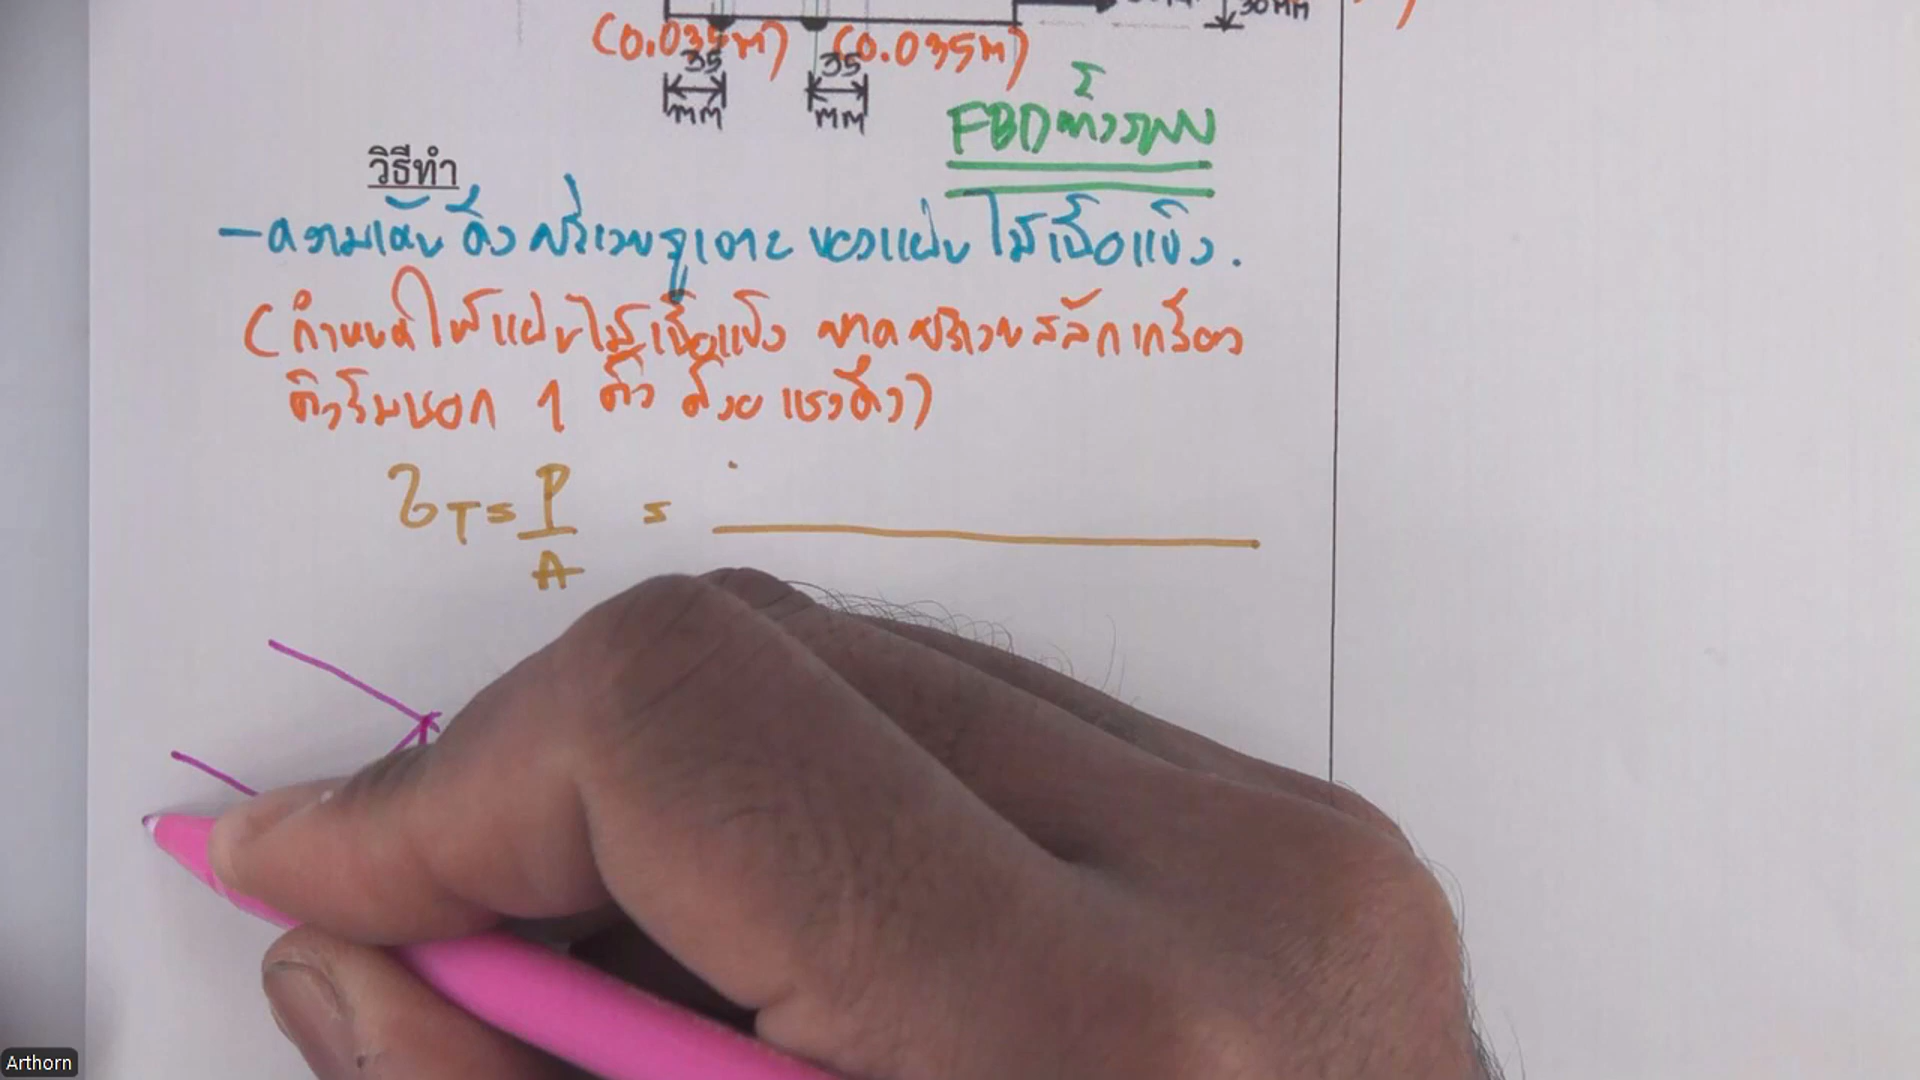 30mm
(0.035m) (0.035m)
35 35
mm mm
FBD ตัวรวม
วิธีทำ
-ความเค้นดึงบริเวณรูเจาะของแผ่นไม้เนื้อแข็ง.
(กำหนดให้แผ่นไม้เนื้อแข็งขาดบริเวณสลักเกลียว
ตัวริมนอก 1 ตัว ด้วยแรงดึง)
σT = P/A =
Arthorn